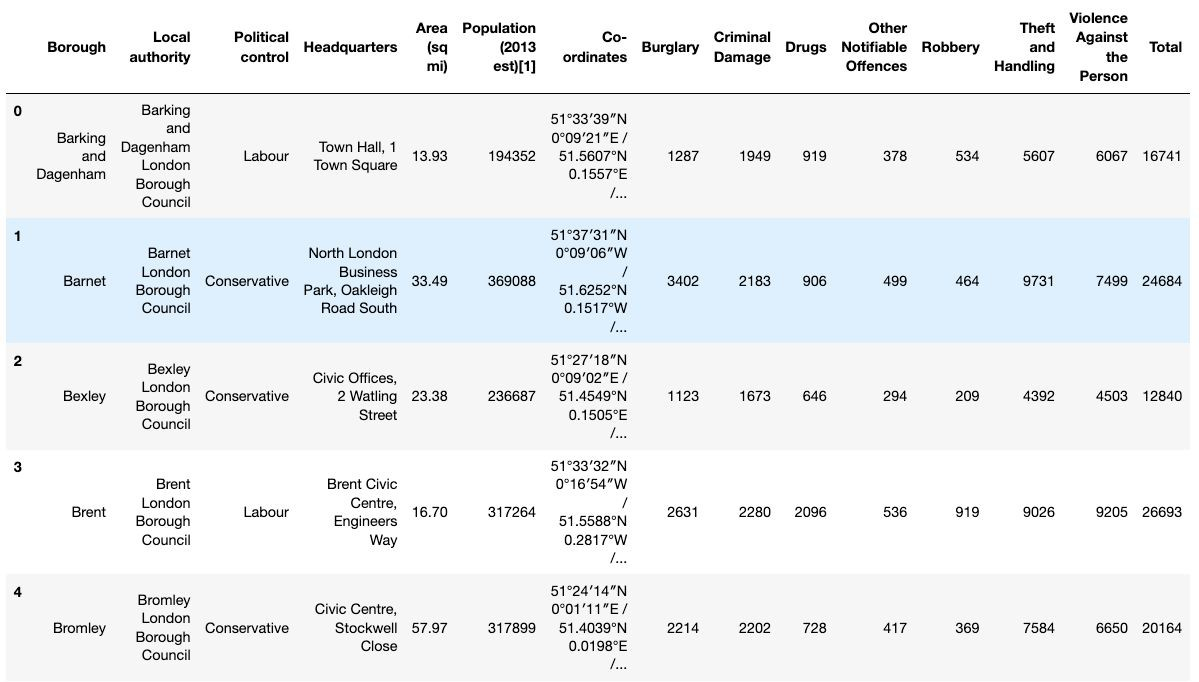 Borough Local authority Political control Headquarters Area (sq mi) Population (2013 est)[1] Co-ordinates Burglary Criminal Damage Drugs Other Notifiable Offences Robbery Theft and Handling Violence Against the Person Total
0 Barking and Dagenham Barking and Dagenham London Borough Council Labour Town Hall, 1 Town Square 13.93 194352 51°33′39″N 0°09′21″E / 51.5607°N 0.1557°E /... 1287 1949 919 378 534 5607 6067 16741
1 Barnet Barnet London Borough Council Conservative North London Business Park, Oakleigh Road South 33.49 369088 51°37′31″N 0°09′06″W / 51.6252°N 0.1517°W /... 3402 2183 906 499 464 9731 7499 24684
2 Bexley Bexley London Borough Council Conservative Civic Offices, 2 Watling Street 23.38 236687 51°27′18″N 0°09′02″E / 51.4549°N 0.1505°E /... 1123 1673 646 294 209 4392 4503 12840
3 Brent Brent London Borough Council Labour Brent Civic Centre, Engineers Way 16.70 317264 51°33′32″N 0°16′54″W / 51.5588°N 0.2817°W /... 2631 2280 2096 536 919 9026 9205 26693
4 Bromley Bromley London Borough Council Conservative Civic Centre, Stockwell Close 57.97 317899 51°24′14″N 0°01′11″E / 51.4039°N 0.0198°E /... 2214 2202 728 417 369 7584 6650 20164